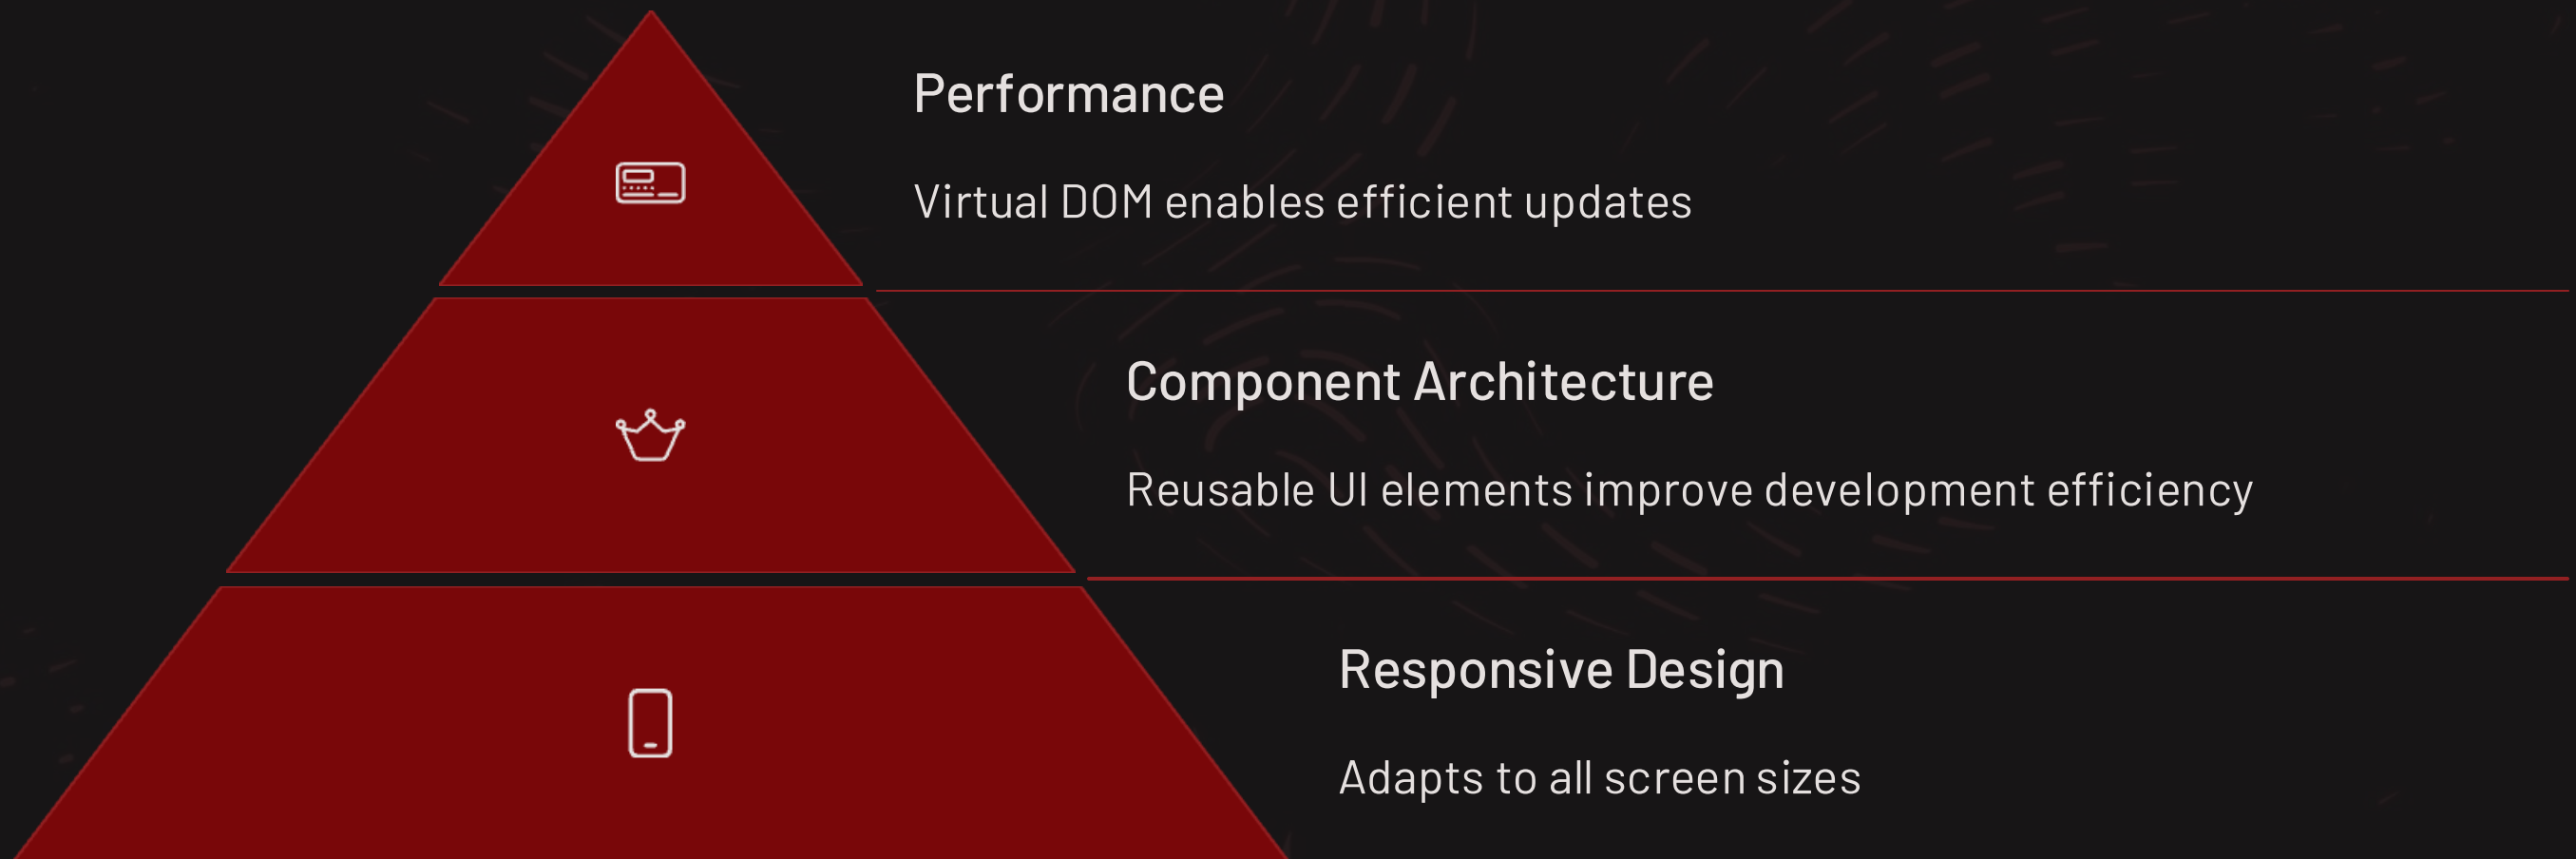 Performance
Virtual DOM enables efficient updates
Component Architecture
Reusable UI elements improve development efficiency
Responsive Design
Adapts to all screen sizes